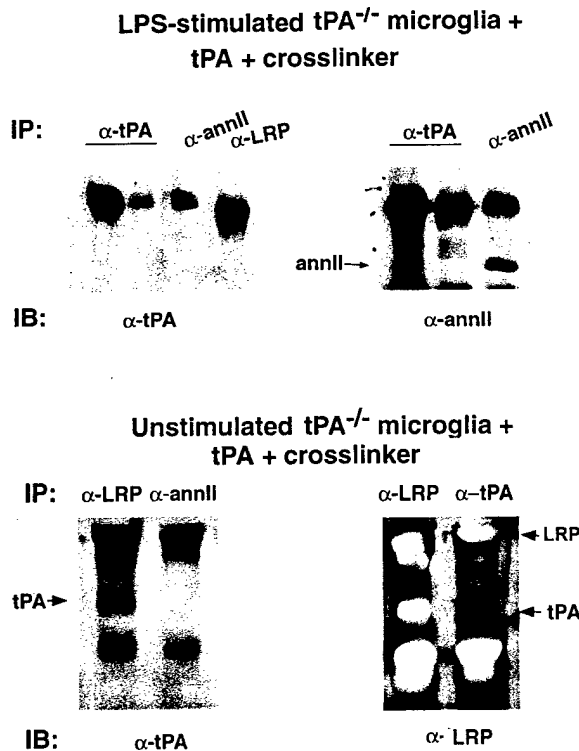 LPS-stimulated tPA-/- microglia +
tPA + crosslinker
IP: α-tPA α-annII α-LRP α-tPA α-annII
annII
IB: α-tPA α-annII
Unstimulated tPA-/- microglia +
tPA + crosslinker
IP: α-LRP α-annII α-LRP α-tPA
LRP
tPA tPA
IB: α-tPA α-LRP